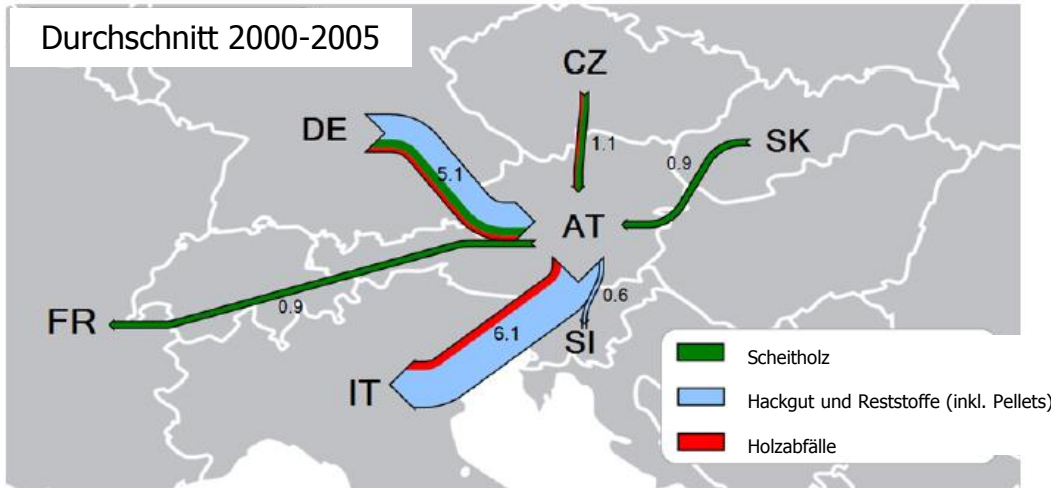 Durchschnitt 2000-2005
CZ
DE
SK
1.1
0.9
5.1
AT
0.9
0.6
FR
6.1
SI
IT
Scheitholz
Hackgut und Reststoffe (inkl. Pellets)
Holzabfälle